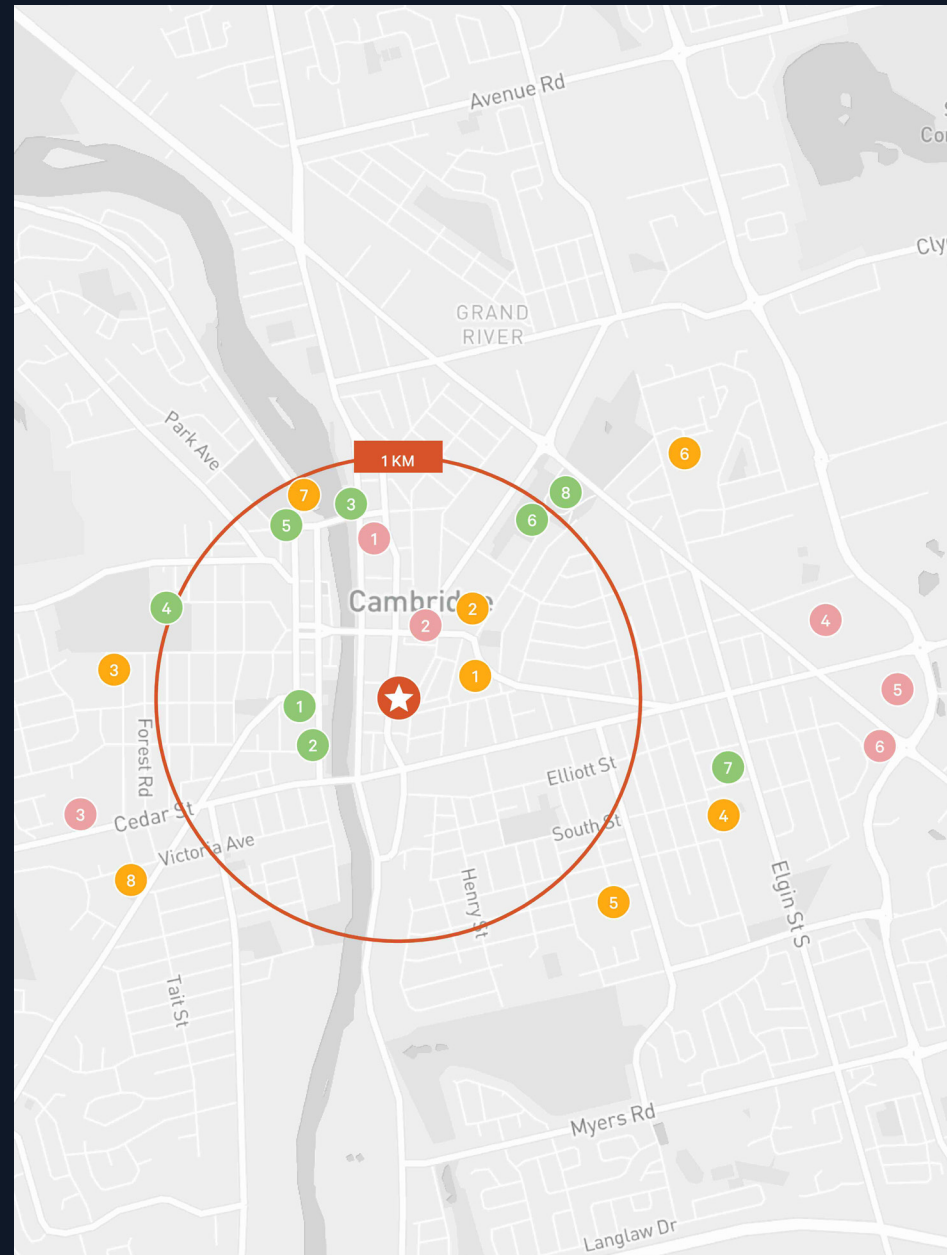 Avenue Rd
Co
Cly
GRAND
RIVER
Park Ave
1 KM
6
7
3
8
5
6
1
Cambridge
4
2
2
4
3
1
5
1
2
6
Forest Rd
7
Elliott St
3
Cedar St
4
South St
Victoria Ave
8
Henry St
5
Elgin St S
Tait St
Myers Rd
Langlaw Dr